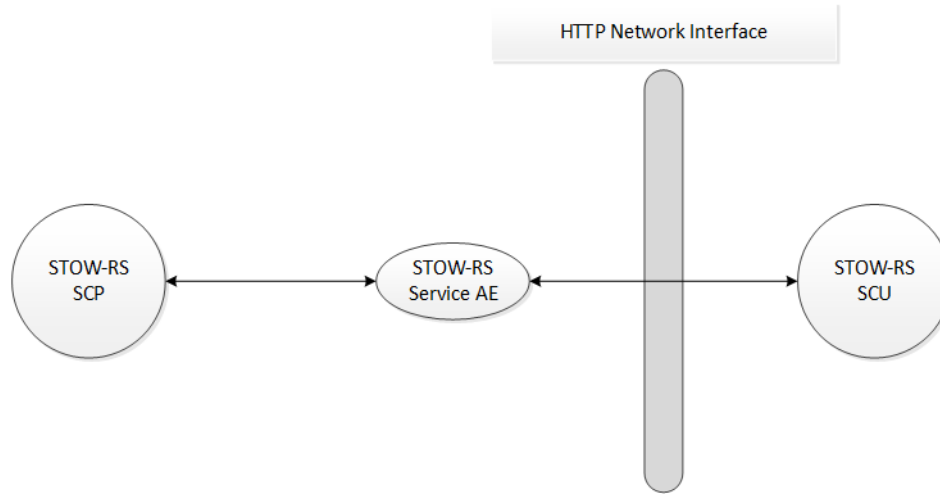 HTTP Network Interface
STOW-RS
SCP
STOW-RS
Service AE
STOW-RS
SCU